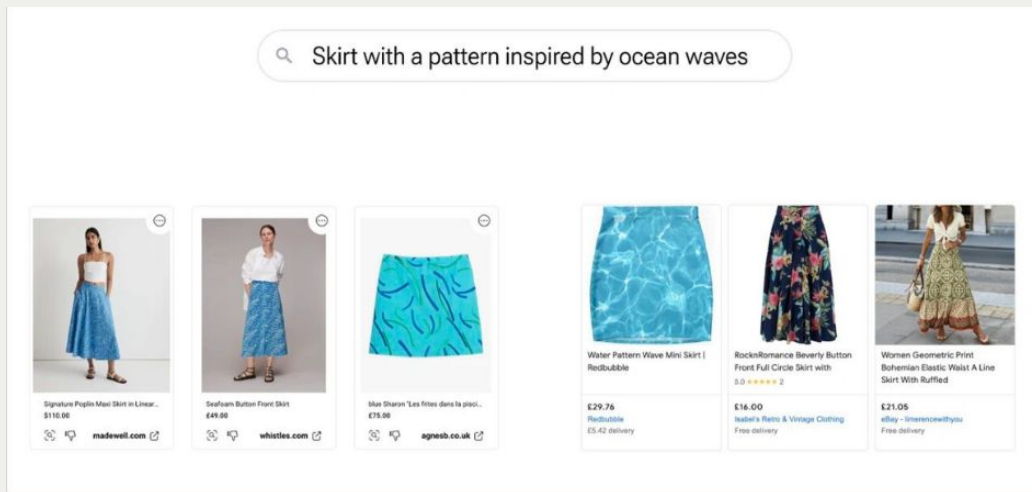 Skirt with a pattern inspired by ocean waves
Signature Poplin Maxi Skirt in Linear...
$110.00
madewell.com
Seafoam Button Front Skirt
£49.00
whistles.com
blue Sharon "Les frites dans la pisci...
£75.00
agnesb.co.uk
Water Pattern Wave Mini Skirt |
Redbubble
£29.76
Redbubble
£5.42 delivery
RocknRomance Beverly Button
Front Full Circle Skirt with
5.0 ★★★★★ 2
£16.00
Isabel's Retro & Vintage Clothing
Free delivery
Women Geometric Print
Bohemian Elastic Waist A Line
Skirt With Ruffled
£21.05
eBay - limerencewithyou
Free delivery